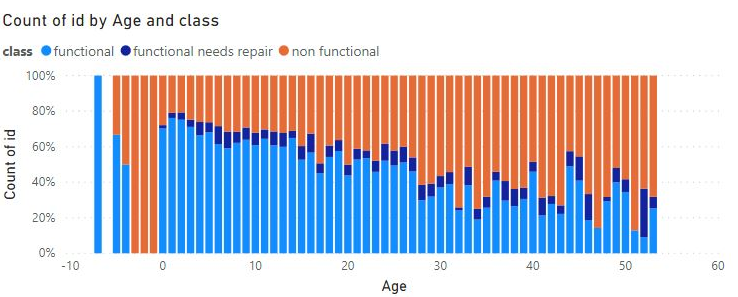 Count of id by Age and class
class functional functional needs repair non functional
100%
80%
60%
40%
20%
0%
Count of id
-10 0 10 20 30 40 50 60
Age